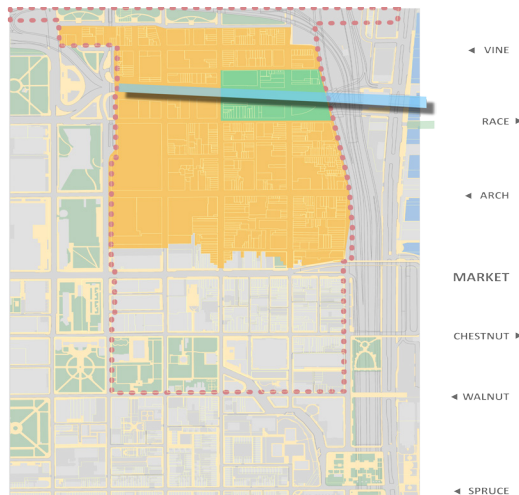 ◄ VINE
RACE ►
◄ ARCH
MARKET
CHESTNUT ►
◄ WALNUT
◄ SPRUCE